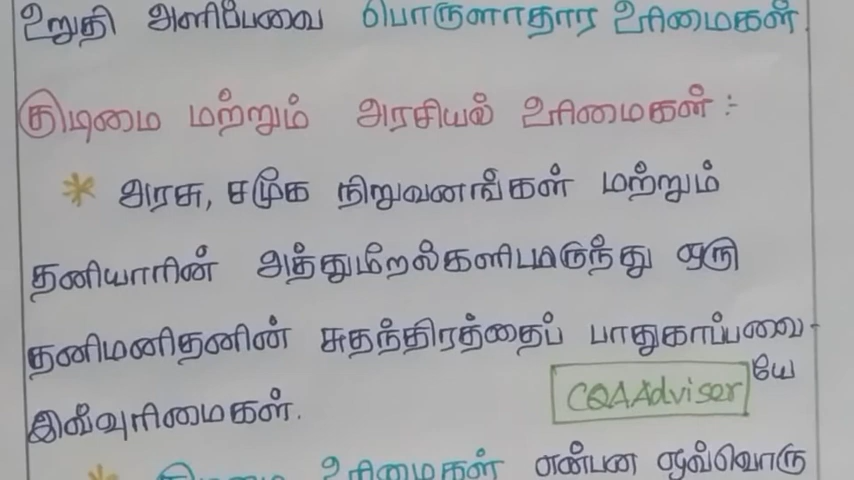 உறுதி அளிப்பவை பொருளாதார உரிமைகள்.
குடிமை மற்றும் அரசியல் உரிமைகள் :-
* அரசு, சமூக நிறுவனங்கள் மற்றும்
தனியாரின் அத்துமீறல்களிடமிருந்து ஒரு
தனிமனிதனின் சுதந்திரத்தைப் பாதுகாப்பவை-
யே
இவ்வுரிமைகள்.
CQAAdviser
* குடிமை உரிமைகள் என்பன ஒவ்வொரு